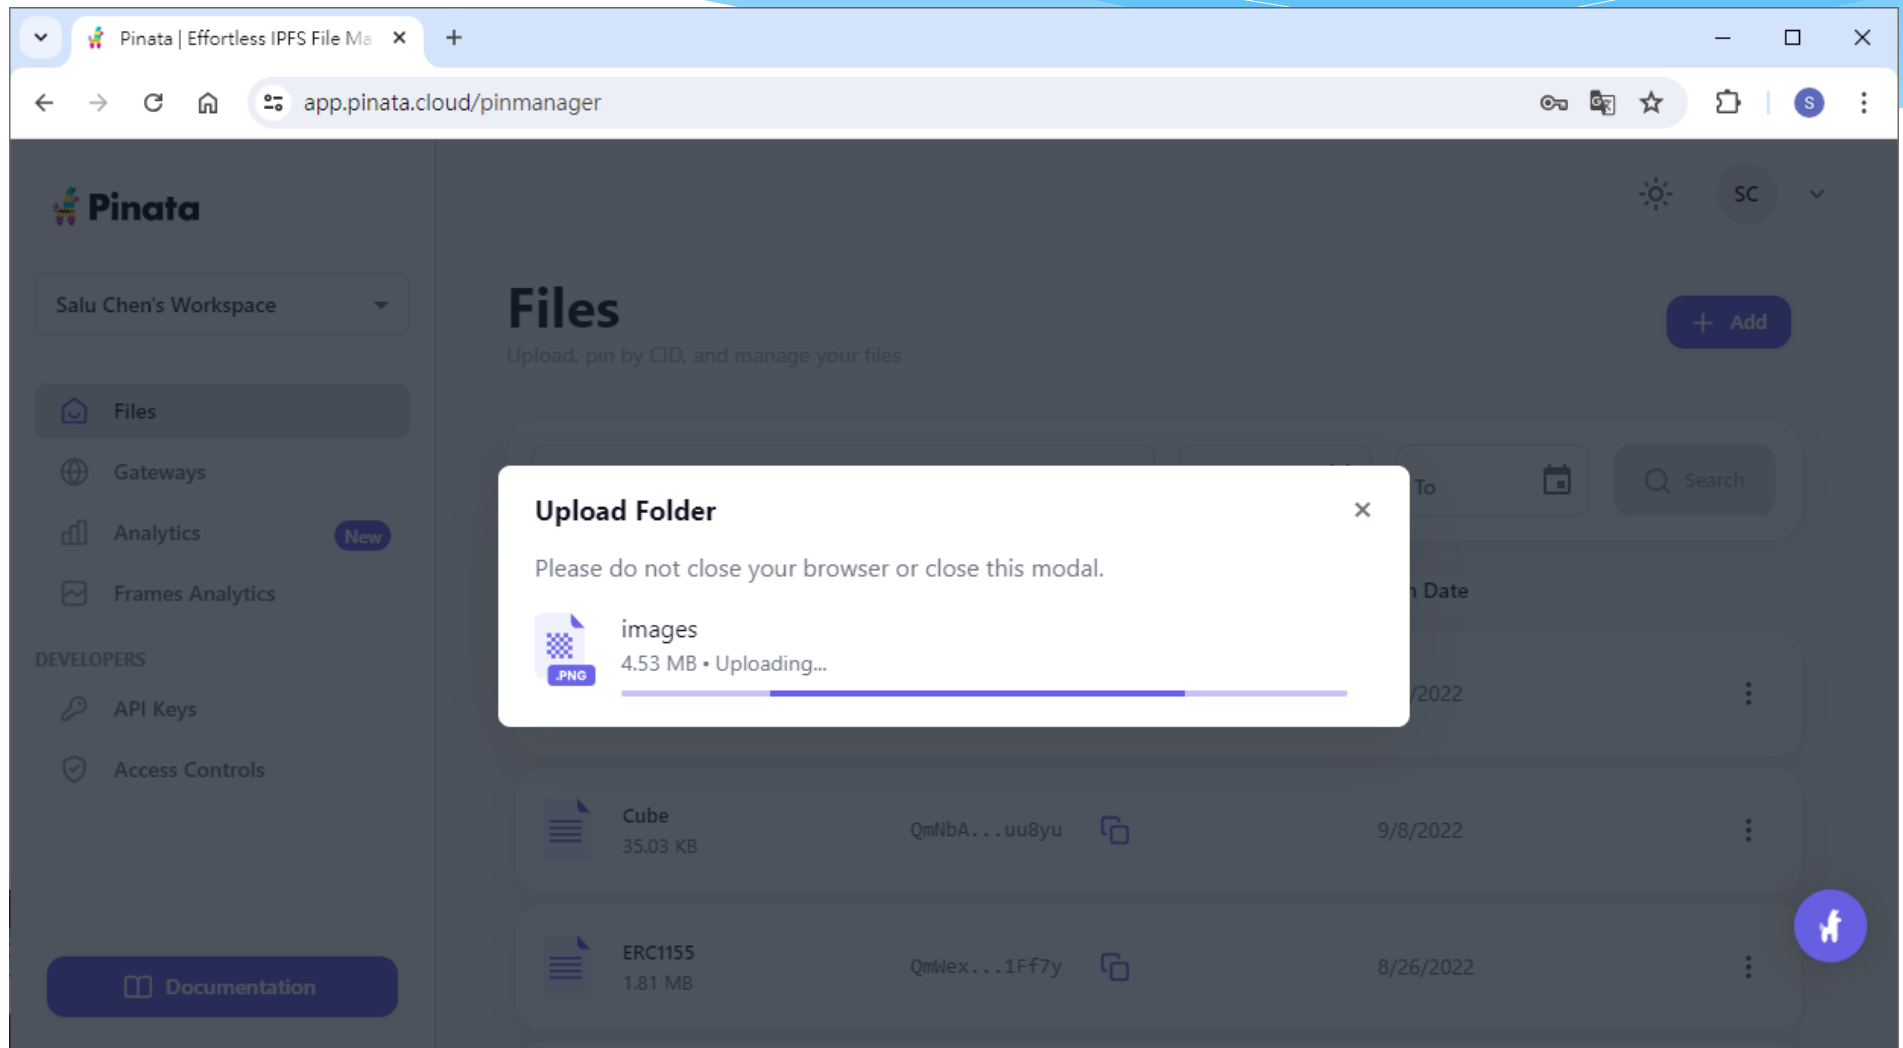 Pinata | Effortless IPFS File Ma
app.pinata.cloud/pinmanager
S
Pinata
SC
Salu Chen's Workspace
Files
Upload, pin by CID, and manage your files
+ Add
Files
Gateways
Analytics
New
Frames Analytics
DEVELOPERS
API Keys
Access Controls
Documentation
To
Search
Date
Upload Folder
Please do not close your browser or close this modal.
images
4.53 MB • Uploading...
.PNG
/2022
Cube
35.03 KB
QmNbA...uu8yu
9/8/2022
ERC1155
1.81 MB
QmWex...1Ff7y
8/26/2022